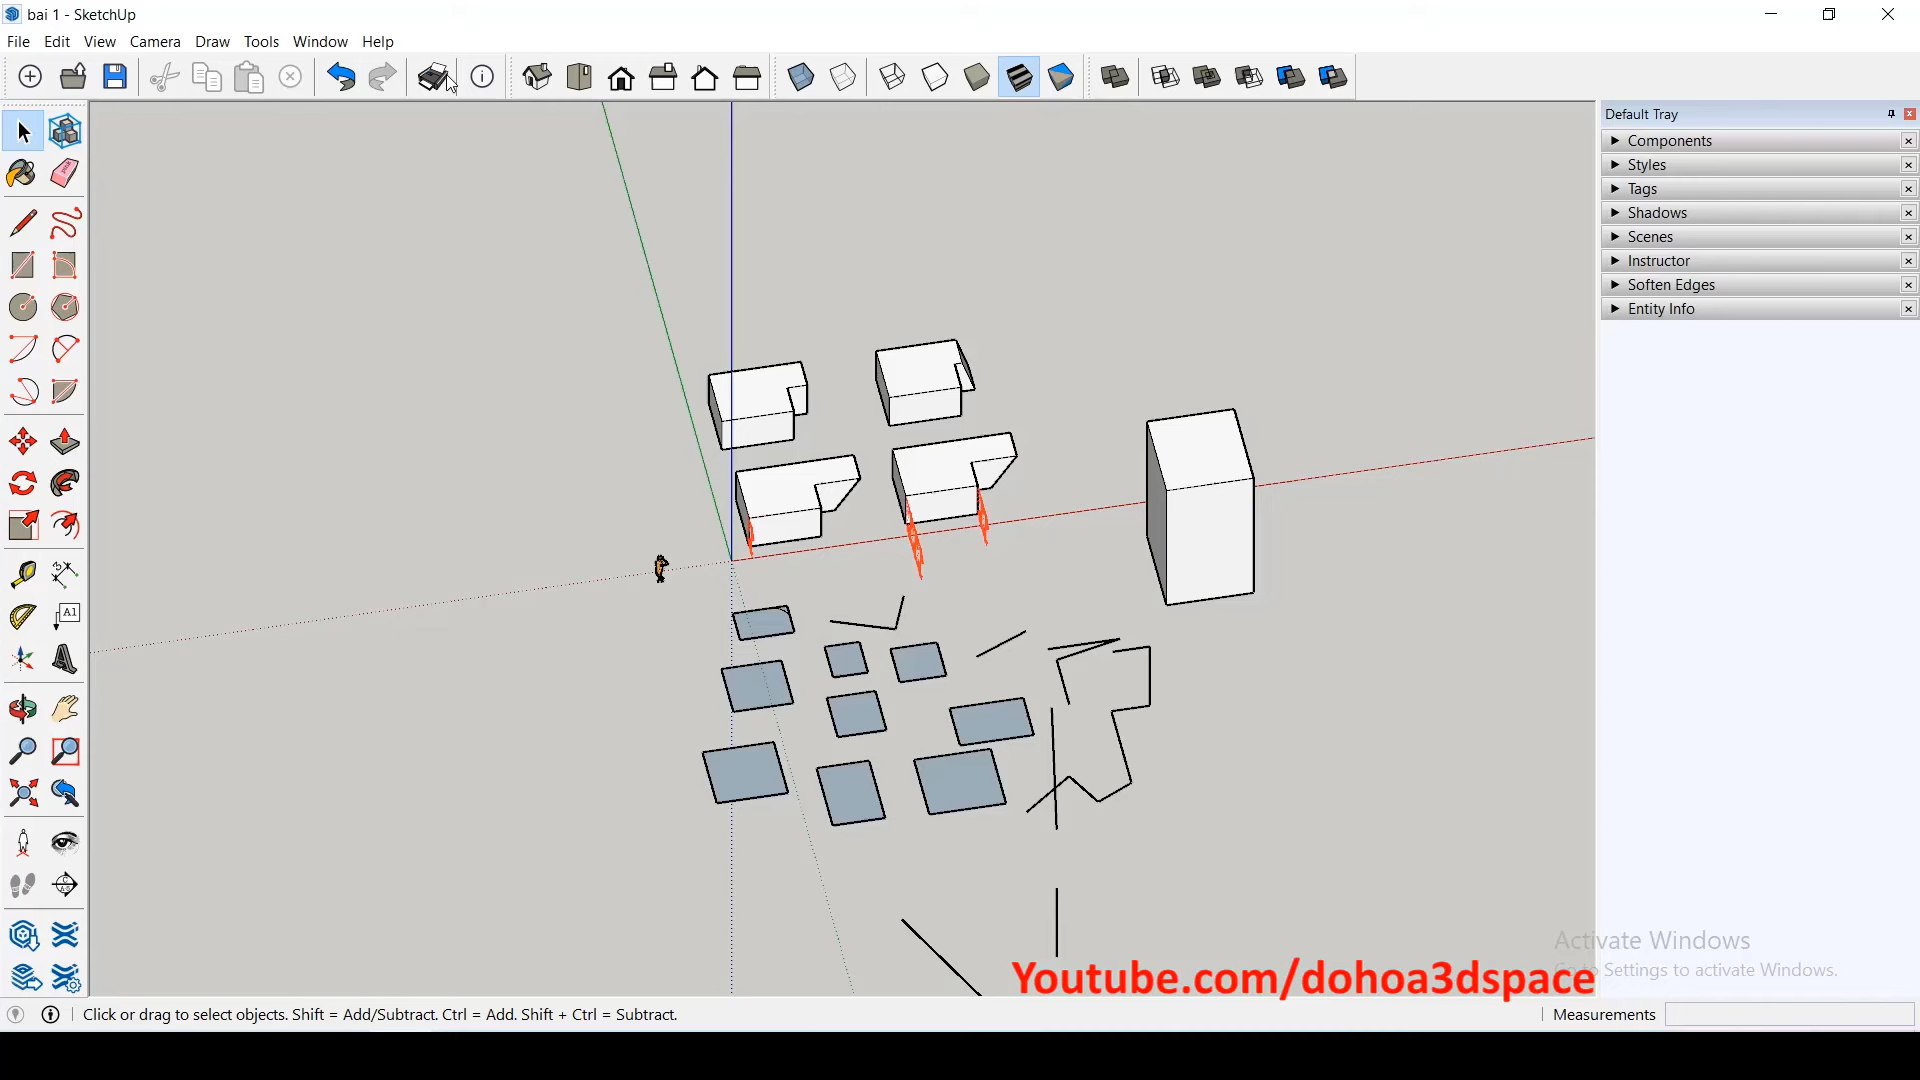 bai 1 - SketchUp
File Edit View Camera Draw Tools Window Help
Default Tray
Components
Styles
Tags
Shadows
Scenes
Instructor
Soften Edges
Entity Info
A1
Activate Windows
Go to Settings to activate Windows.
Youtube.com/dohoa3dspace
Click or drag to select objects. Shift = Add/Subtract. Ctrl = Add. Shift + Ctrl = Subtract.
Measurements